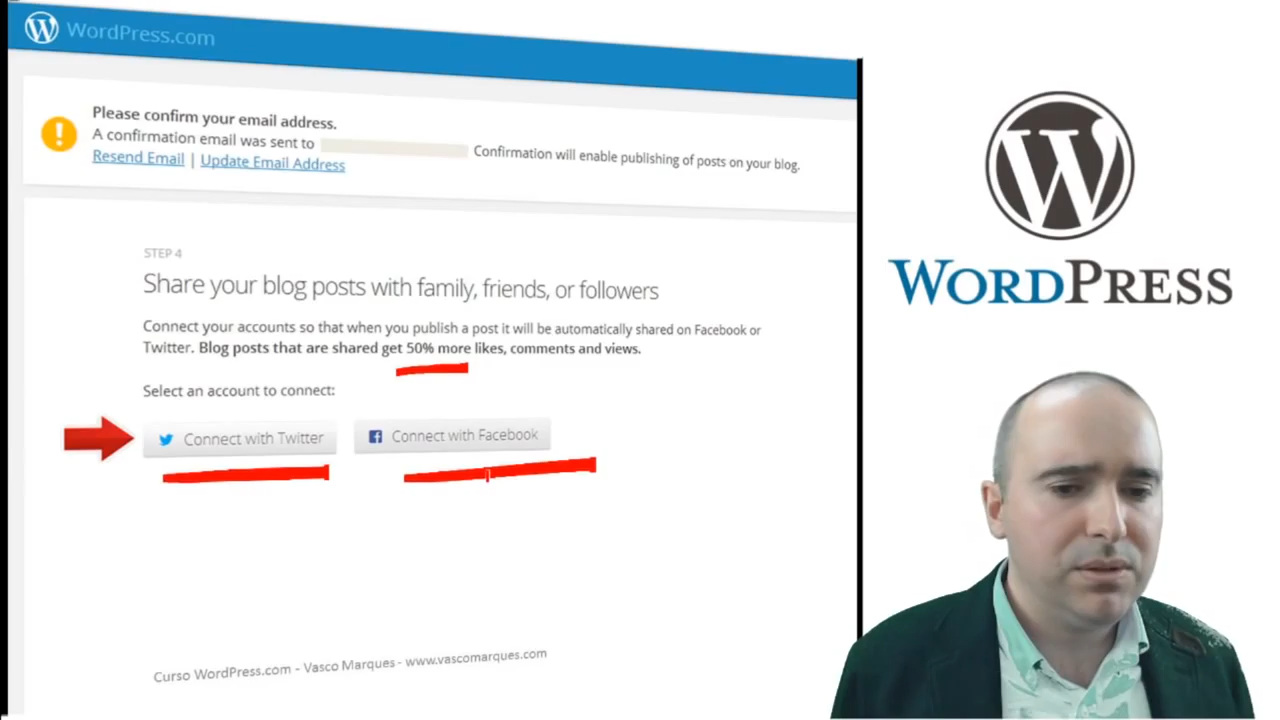 WordPress.com
Please confirm your email address.
A confirmation email was sent to Confirmation will enable publishing of posts on your blog.
Resend Email | Update Email Address
STEP 4
Share your blog posts with family, friends, or followers
Connect your accounts so that when you publish a post it will be automatically shared on Facebook or
Twitter. Blog posts that are shared get 50% more likes, comments and views.
Select an account to connect:
Connect with Twitter
Connect with Facebook
Curso WordPress.com - Vasco Marques - www.vascomarques.com
W
WORDPRESS